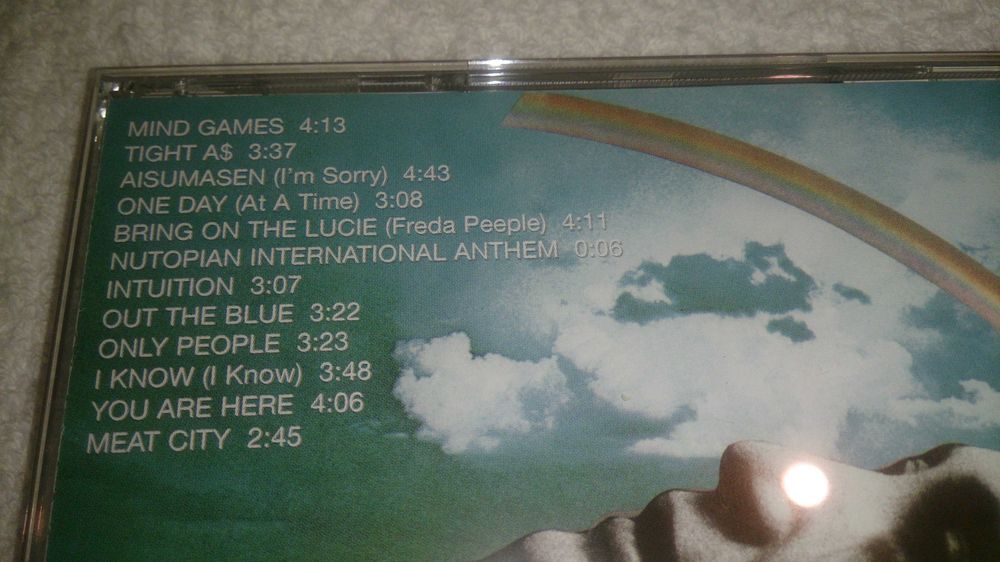 MIND GAMES 4:13
TIGHT A$ 3:37
AISUMASEN (I'm Sorry) 4:43
ONE DAY (At A Time) 3:08
BRING ON THE LUCIE (Freda Peeple) 4:11
NUTOPIAN INTERNATIONAL ANTHEM 0:06
INTUITION 3:07
OUT THE BLUE 3:22
ONLY PEOPLE 3:23
I KNOW (I Know) 3:48
YOU ARE HERE 4:06
MEAT CITY 2:45